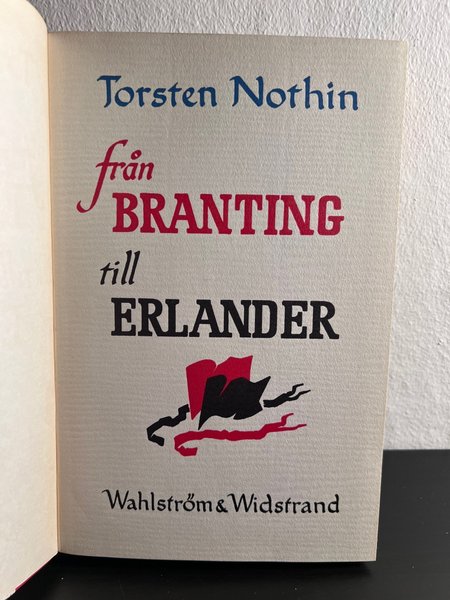 Torsten Nothin
från
BRANTING
till
ERLANDER
Wahlström & Widstrand